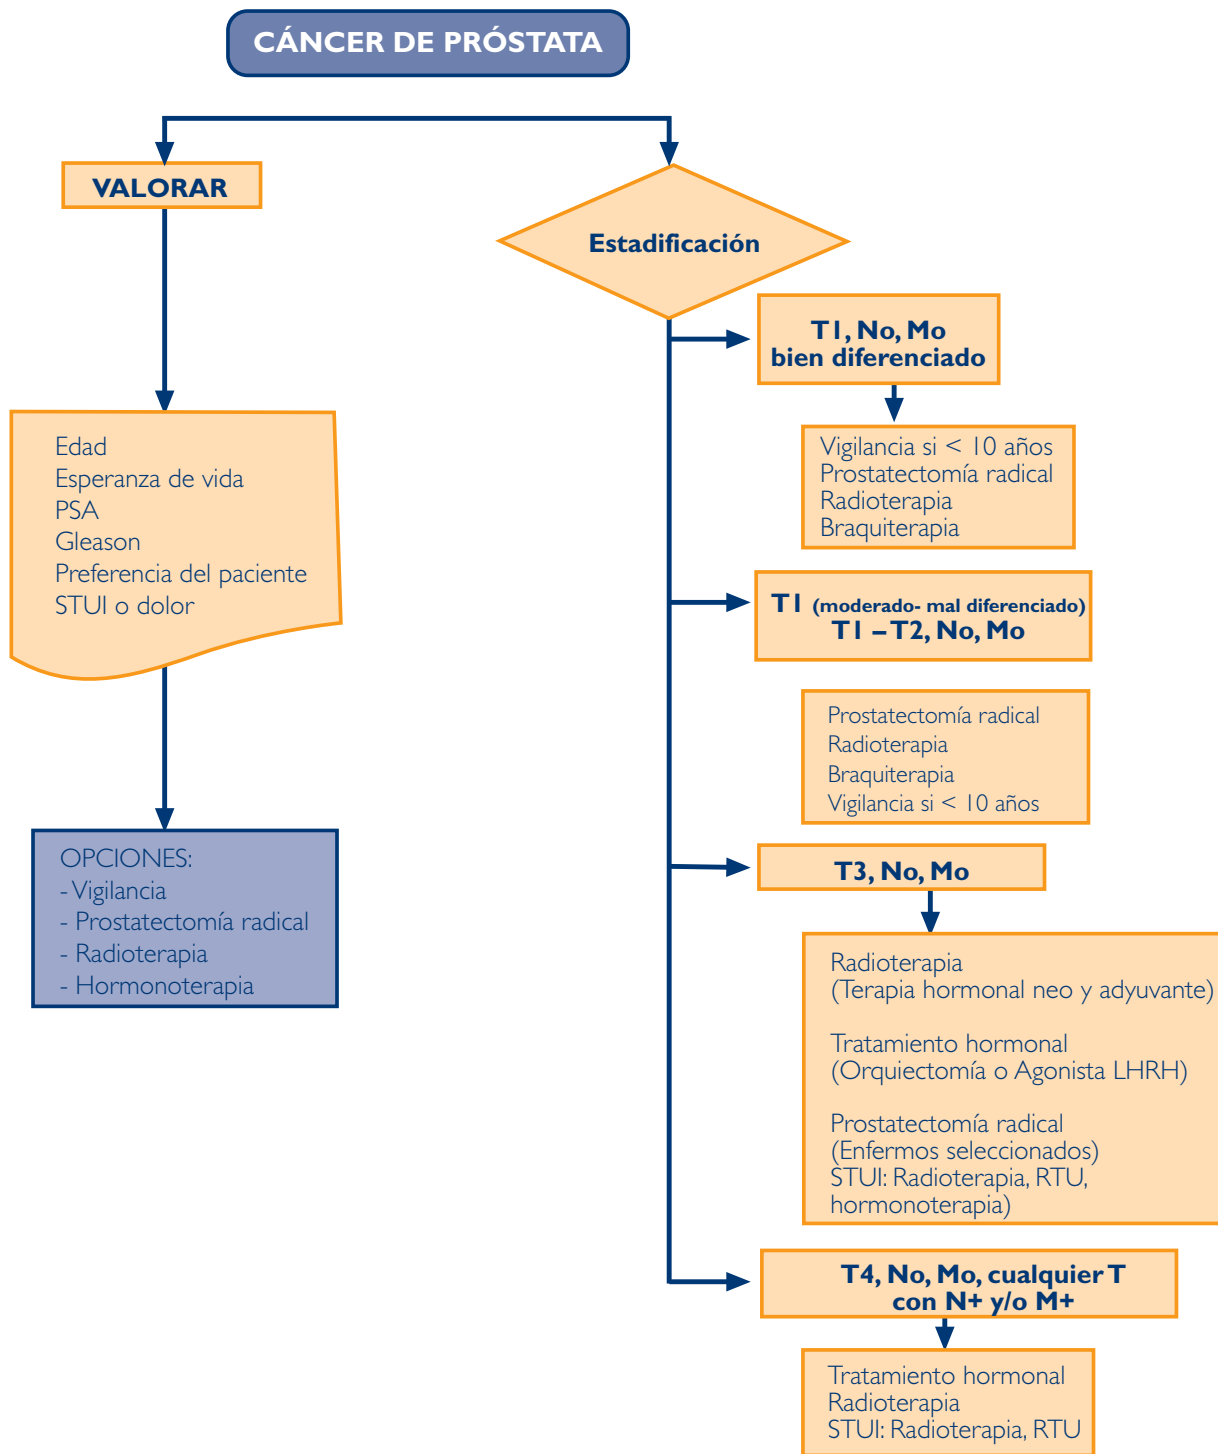 CÁNCER DE PRÓSTATA
VALORAR
Edad
Esperanza de vida
PSA
Gleason
Preferencia del paciente
STUI o dolor
OPCIONES:
- Vigilancia
- Prostatectomía radical
- Radioterapia
- Hormonoterapia
Estadificación
T1, No, Mo
bien diferenciado
Vigilancia si < 10 años
Prostatectomía radical
Radioterapia
Braquiterapia
T1 (moderado- mal diferenciado)
T1 – T2, No, Mo
Prostatectomía radical
Radioterapia
Braquiterapia
Vigilancia si < 10 años
T3, No, Mo
Radioterapia
(Terapia hormonal neo y adyuvante)
Tratamiento hormonal
(Orquiectomía o Agonista LHRH)
Prostatectomía radical
(Enfermos seleccionados)
STUI: Radioterapia, RTU,
hormonoterapia)
T4, No, Mo, cualquier T
con N+ y/o M+
Tratamiento hormonal
Radioterapia
STUI: Radioterapia, RTU